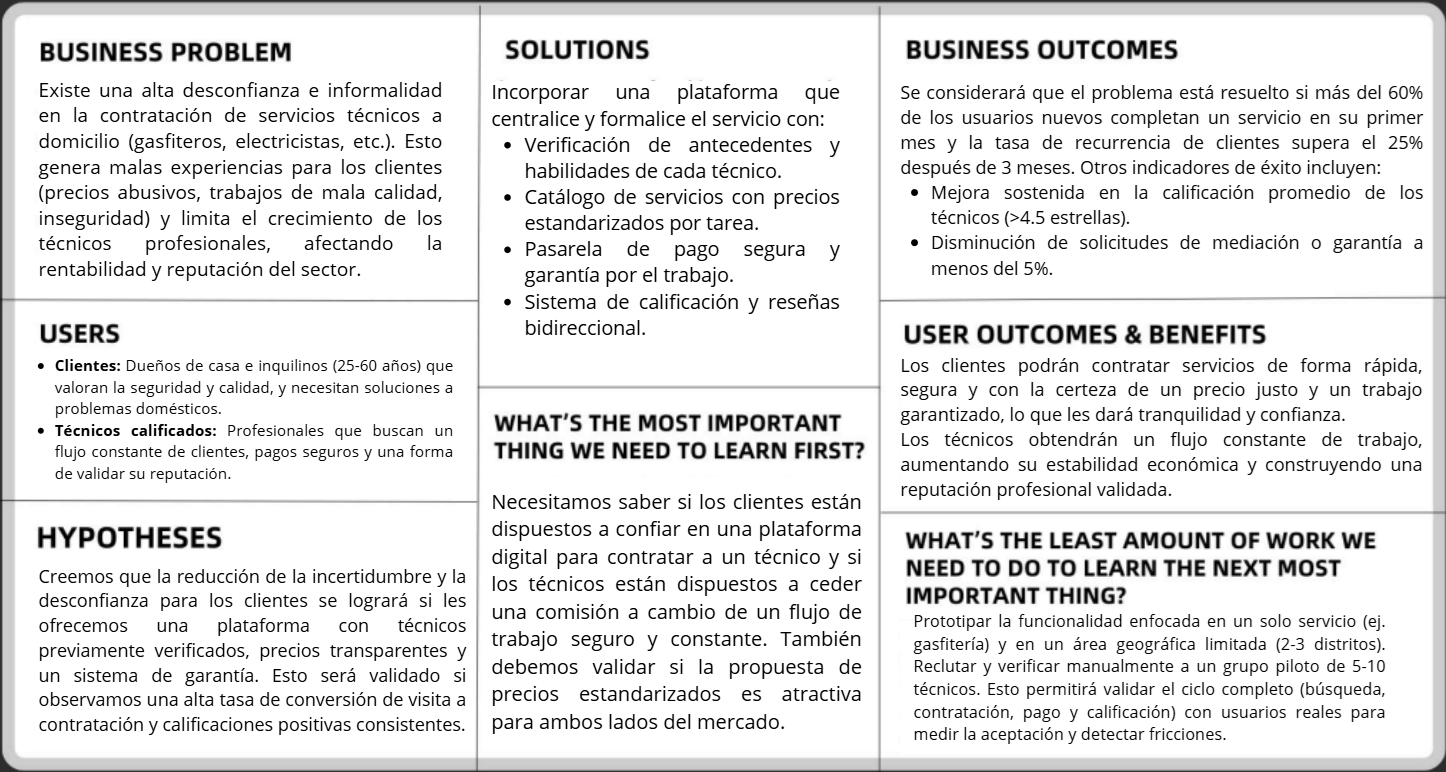 BUSINESS PROBLEM
Existe una alta desconfianza e informalidad
en la contratación de servicios técnicos a
domicilio (gasfiteros, electricistas, etc.). Esto
genera malas experiencias para los clientes
(precios abusivos, trabajos de mala calidad,
inseguridad) y limita el crecimiento de los
técnicos profesionales, afectando la
rentabilidad y reputación del sector.
USERS
• Clientes: Dueños de casa e inquilinos (25-60 años) que
valoran la seguridad y calidad, y necesitan soluciones a
problemas domésticos.
• Técnicos calificados: Profesionales que buscan un
flujo constante de clientes, pagos seguros y una forma
de validar su reputación.
HYPOTHESES
Creemos que la reducción de la incertidumbre y la
desconfianza para los clientes se logrará si les
ofrecemos una plataforma con técnicos
previamente verificados, precios transparentes y
un sistema de garantía. Esto será validado si
observamos una alta tasa de conversión de visita a
contratación y calificaciones positivas consistentes.
SOLUTIONS
Incorporar una plataforma que
centralice y formalice el servicio con:
• Verificación de antecedentes y
habilidades de cada técnico.
• Catálogo de servicios con precios
estandarizados por tarea.
• Pasarela de pago segura y
garantía por el trabajo.
• Sistema de calificación y reseñas
bidireccional.
WHAT'S THE MOST IMPORTANT
THING WE NEED TO LEARN FIRST?
Necesitamos saber si los clientes están
dispuestos a confiar en una plataforma
digital para contratar a un técnico y si
los técnicos están dispuestos a ceder
una comisión a cambio de un flujo de
trabajo seguro y constante. También
debemos validar si la propuesta de
precios estandarizados es atractiva
para ambos lados del mercado.
BUSINESS OUTCOMES
Se considerará que el problema está resuelto si más del 60%
de los usuarios nuevos completan un servicio en su primer
mes y la tasa de recurrencia de clientes supera el 25%
después de 3 meses. Otros indicadores de éxito incluyen:
• Mejora sostenida en la calificación promedio de los
técnicos (>4.5 estrellas).
• Disminución de solicitudes de mediación o garantía a
menos del 5%.
USER OUTCOMES & BENEFITS
Los clientes podrán contratar servicios de forma rápida,
segura y con la certeza de un precio justo y un trabajo
garantizado, lo que les dará tranquilidad y confianza.
Los técnicos obtendrán un flujo constante de trabajo,
aumentando su estabilidad económica y construyendo una
reputación profesional validada.
WHAT'S THE LEAST AMOUNT OF WORK WE
NEED TO DO TO LEARN THE NEXT MOST
IMPORTANT THING?
Prototipar la funcionalidad enfocada en un solo servicio (ej.
gasfitería) y en un área geográfica limitada (2-3 distritos).
Reclutar y verificar manualmente a un grupo piloto de 5-10
técnicos. Esto permitirá validar el ciclo completo (búsqueda,
contratación, pago y calificación) con usuarios reales para
medir la aceptación y detectar fricciones.